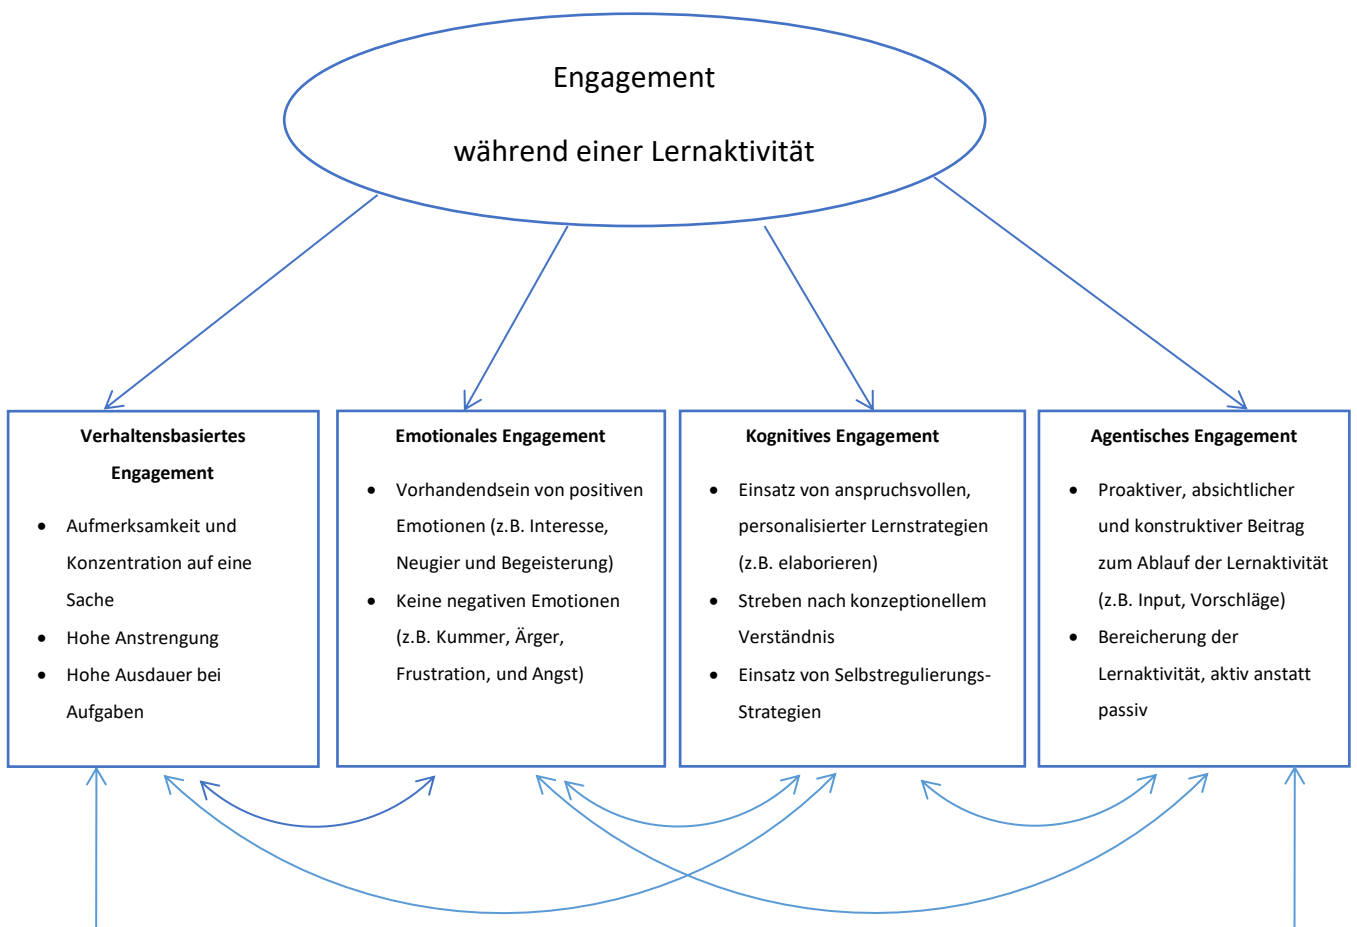 Engagement
während einer Lernaktivität
Verhaltensbasiertes
Engagement
• Aufmerksamkeit und
Konzentration auf eine
Sache
• Hohe Anstrengung
• Hohe Ausdauer bei
Aufgaben
Emotionales Engagement
• Vorhandendsein von positiven
Emotionen (z.B. Interesse,
Neugier und Begeisterung)
• Keine negativen Emotionen
(z.B. Kummer, Ärger,
Frustration, und Angst)
Kognitives Engagement
• Einsatz von anspruchsvollen,
personalisierter Lernstrategien
(z.B. elaborieren)
• Streben nach konzeptionellem
Verständnis
• Einsatz von Selbstregulierungs-
Strategien
Agentisches Engagement
• Proaktiver, absichtlicher
und konstruktiver Beitrag
zum Ablauf der Lernaktivität
(z.B. Input, Vorschläge)
• Bereicherung der
Lernaktivität, aktiv anstatt
passiv